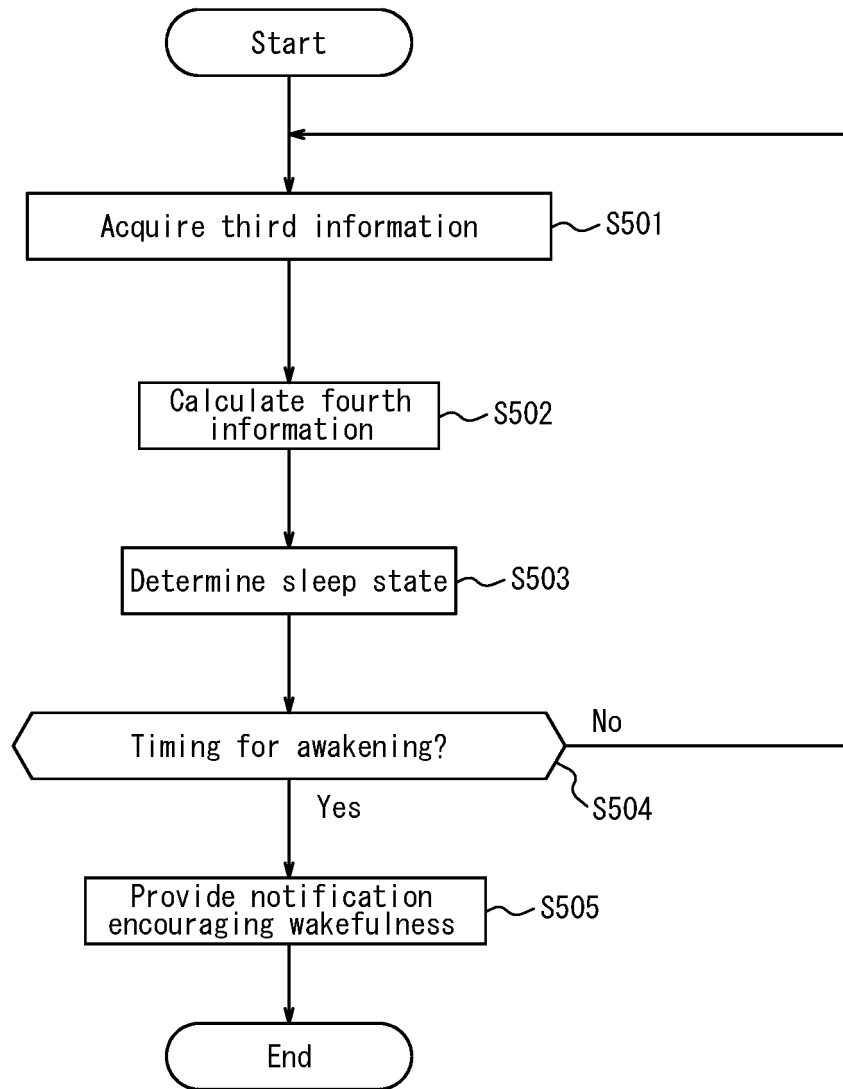 Start
Acquire third information
S501
Calculate fourth
information
S502
Determine sleep state
S503
Timing for awakening?
No
S504
Yes
Provide notification
encouraging wakefulness
S505
End